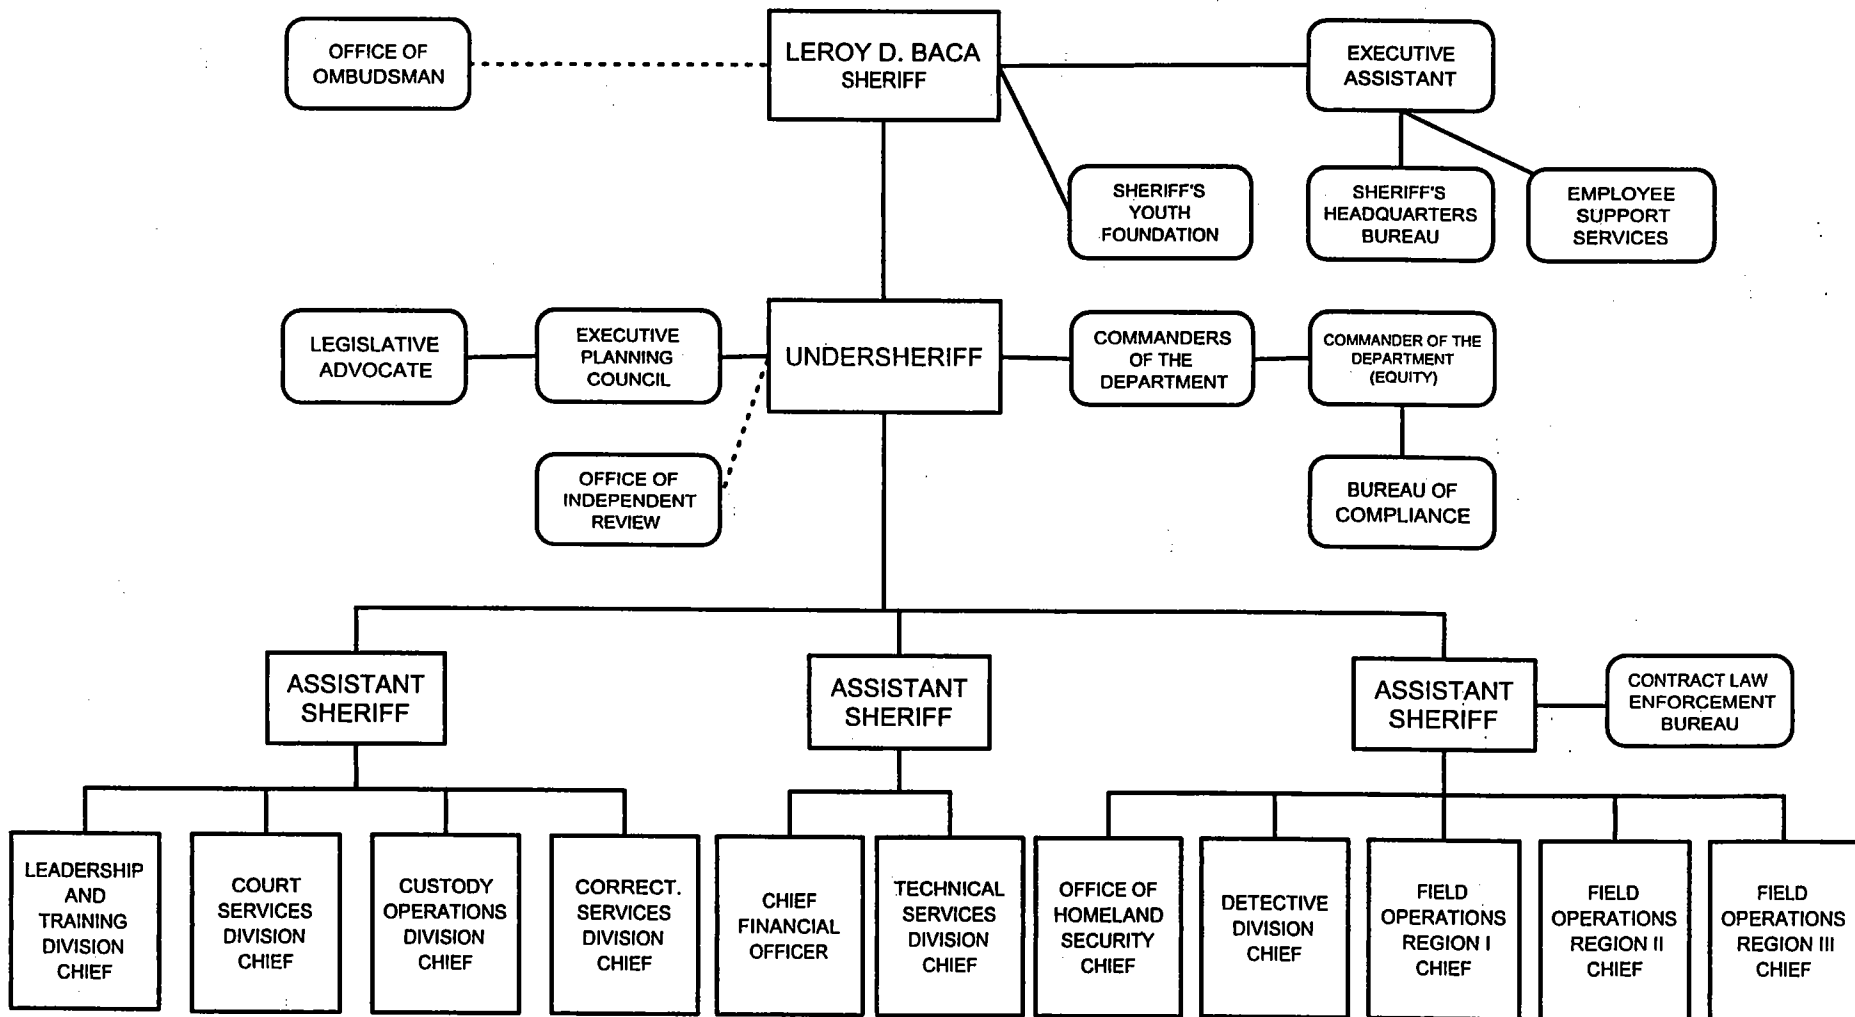 OFFICE OF
OMBUDSMAN
LEROY D. BACA
SHERIFF
EXECUTIVE
ASSISTANT
SHERIFF'S
YOUTH
FOUNDATION
SHERIFF'S
HEADQUARTERS
BUREAU
EMPLOYEE
SUPPORT
SERVICES
LEGISLATIVE
ADVOCATE
EXECUTIVE
PLANNING
COUNCIL
UNDERSHERIFF
COMMANDERS
OF THE
DEPARTMENT
COMMANDER OF THE
DEPARTMENT
(EQUITY)
OFFICE OF
INDEPENDENT
REVIEW
BUREAU OF
COMPLIANCE
ASSISTANT
SHERIFF
ASSISTANT
SHERIFF
ASSISTANT
SHERIFF
CONTRACT LAW
ENFORCEMENT
BUREAU
LEADERSHIP
AND
TRAINING
DIVISION
CHIEF
COURT
SERVICES
DIVISION
CHIEF
CUSTODY
OPERATIONS
DIVISION
CHIEF
CORRECT.
SERVICES
DIVISION
CHIEF
CHIEF
FINANCIAL
OFFICER
TECHNICAL
SERVICES
DIVISION
CHIEF
OFFICE OF
HOMELAND
SECURITY
CHIEF
DETECTIVE
DIVISION
CHIEF
FIELD
OPERATIONS
REGION I
CHIEF
FIELD
OPERATIONS
REGION II
CHIEF
FIELD
OPERATIONS
REGION III
CHIEF